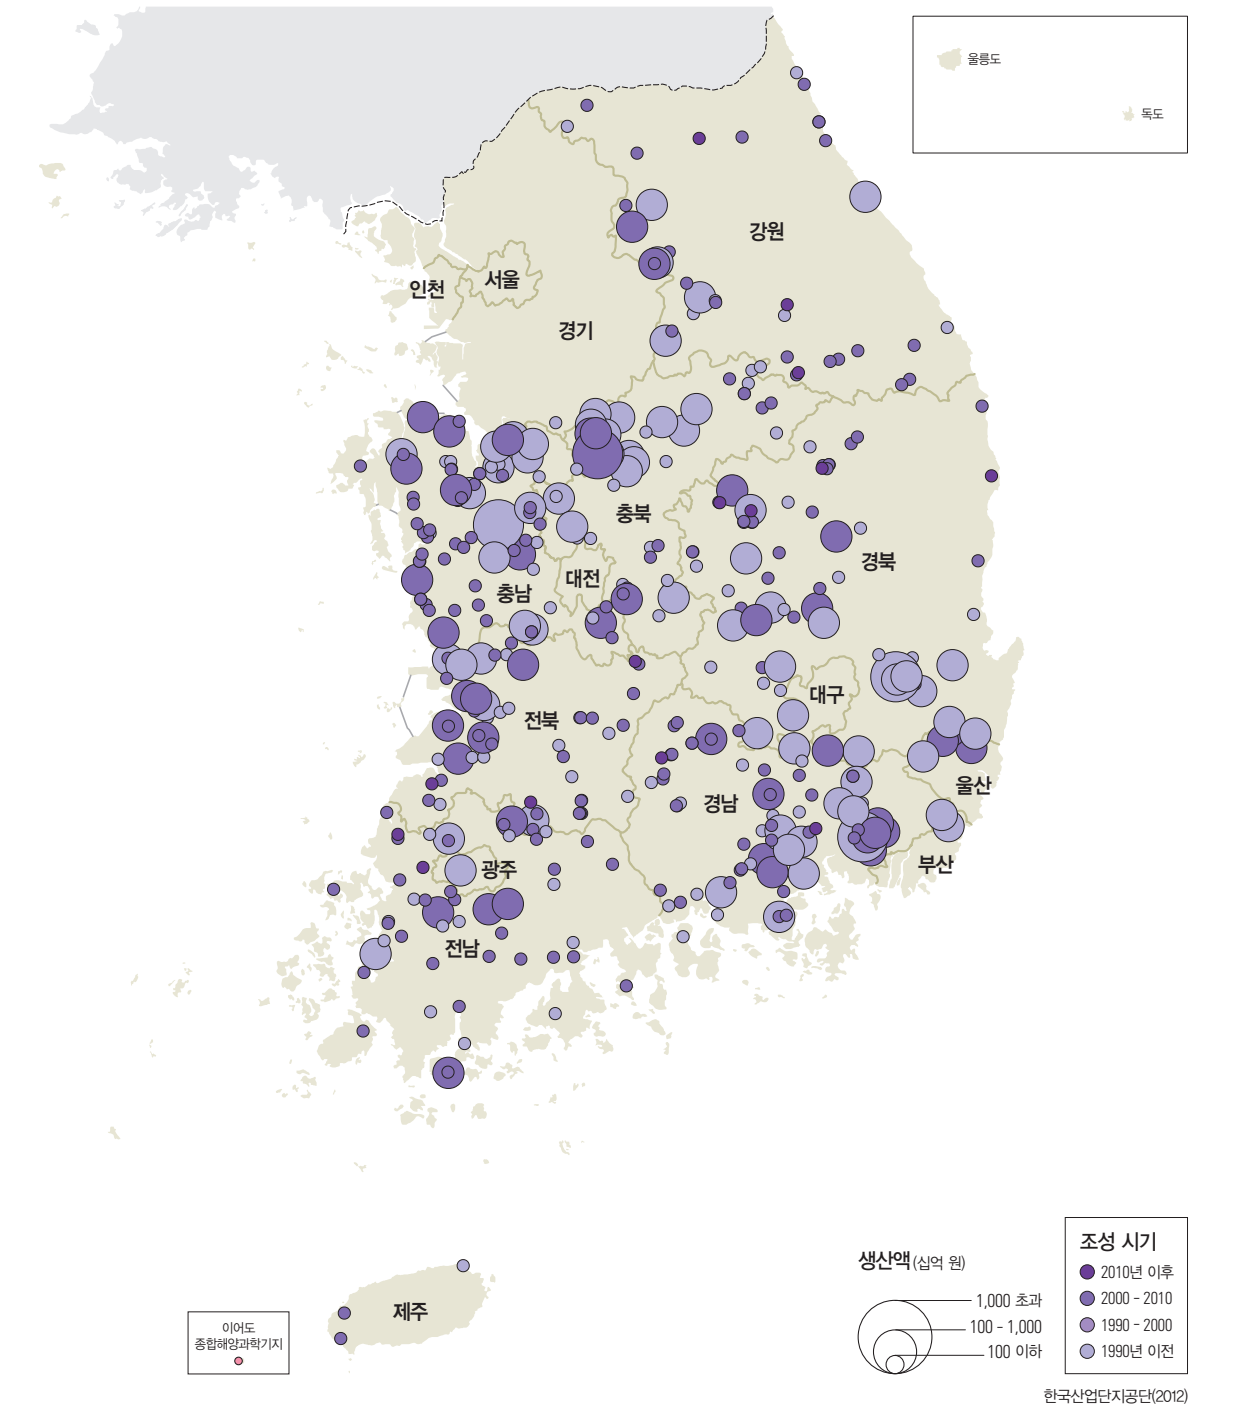 울릉도
독도
강원
서울
인천
경기
충북
경북
대전
충남
대구
전북
울산
경남
부산
광주
전남
제주
이어도
종합해양과학기지
생산액 (십억 원)
1,000 초과
100 - 1,000
100 이하
조성 시기
2010년 이후
2000 - 2010
1990 - 2000
1990년 이전
한국산업단지공단(2012)